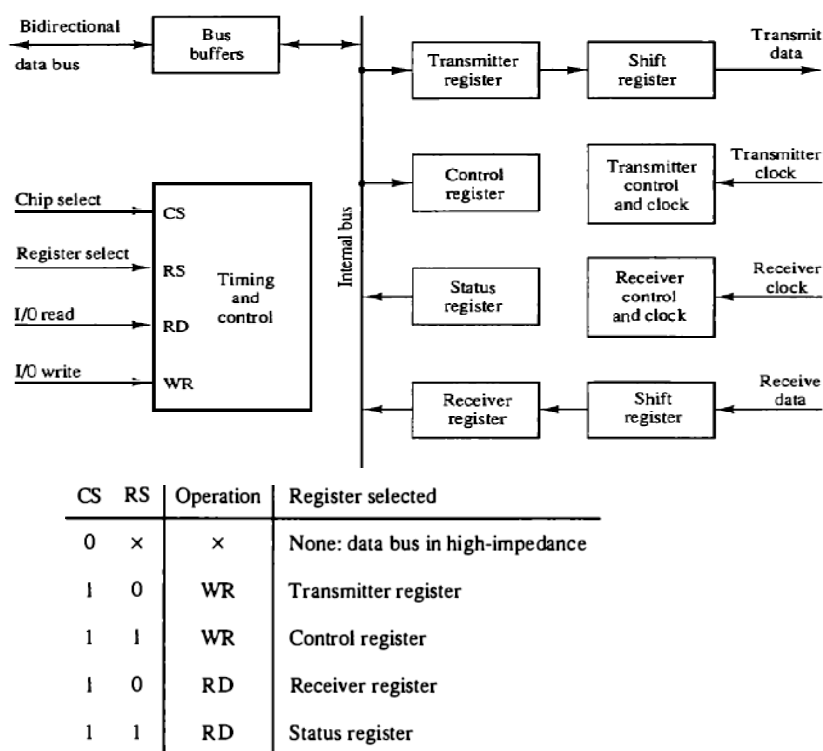 Bidirectional
data bus
Bus
buffers
Transmitter
register
Shift
register
Transmit
data
Internal bus
Control
register
Transmitter
control
and clock
Transmitter
clock
Chip select
CS
Register select
RS
Timing
and
control
I/O read
RD
I/O write
WR
Status
register
Receiver
control
and clock
Receiver
clock
Receiver
register
Shift
register
Receive
data
CS RS Operation Register selected
0 × × None: data bus in high-impedance
1 0 WR Transmitter register
1 1 WR Control register
1 0 RD Receiver register
1 1 RD Status register